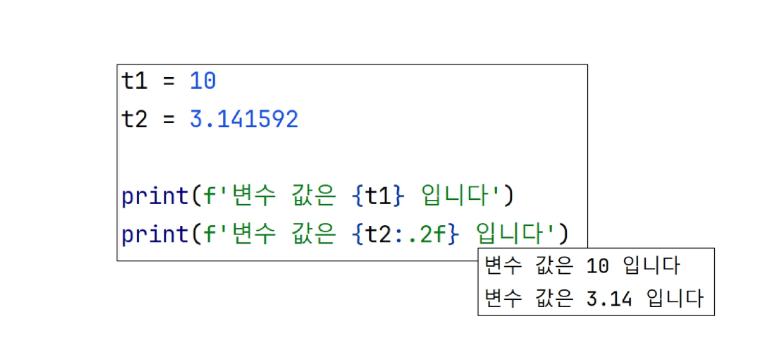 t1 = 10
t2 = 3.141592
print(f'변수 값은 {t1} 입니다')
print(f'변수 값은 {t2:.2f} 입니다')
변수 값은 10 입니다
변수 값은 3.14 입니다